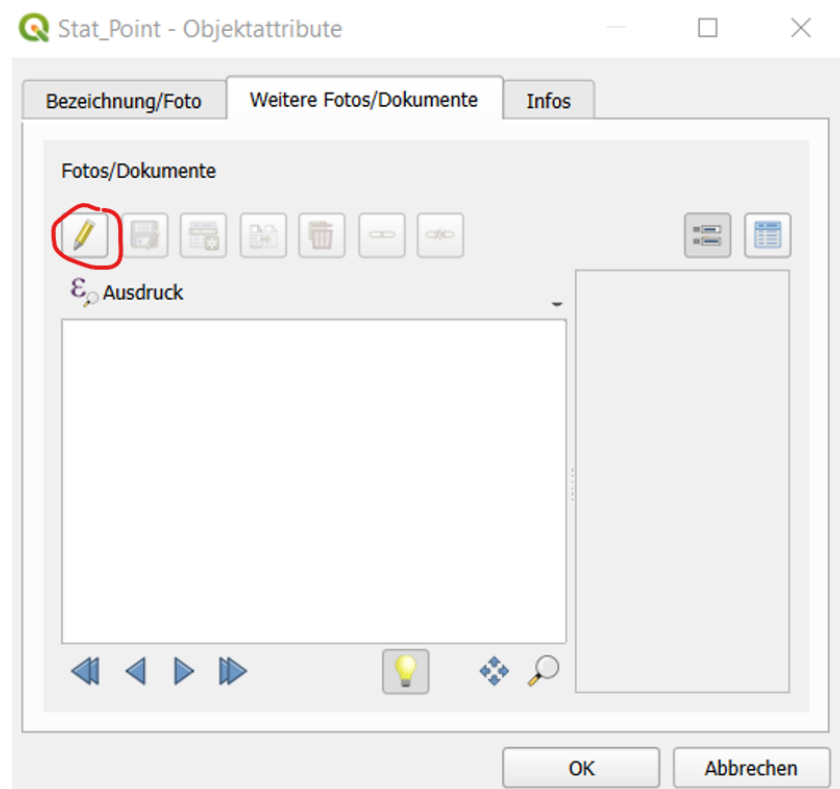 Stat_Point - Objektattribute
Bezeichnung/Foto Weitere Fotos/Dokumente Infos
Fotos/Dokumente
ε Ausdruck
OK Abbrechen